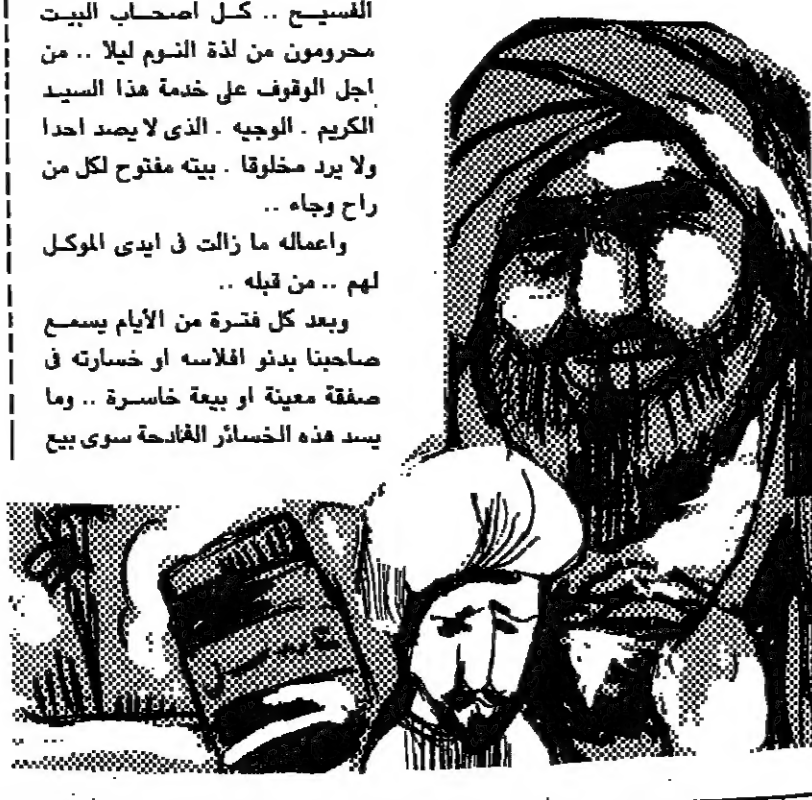 الفسيح .. كل اصحاب البيت
محرومون من لذة النوم ليلا .. من
اجل الوقوف على خدمة هذا السيد
الكريم . الوجيه . الذى لا يصد احدا
ولا يرد مخلوقا . بيته مفتوح لكل من
راح وجاء ..
واعماله ما زالت فى ايدى الموكل
لهم .. من قبله ..
وبعد كل فترة من الأيام يسمع
صاحبنا بدنو افلاسه او خسارته فى
صفقة معينة او بيعة خاسرة .. وما
يسد هذه الخسائر الفادحة سوى بيع